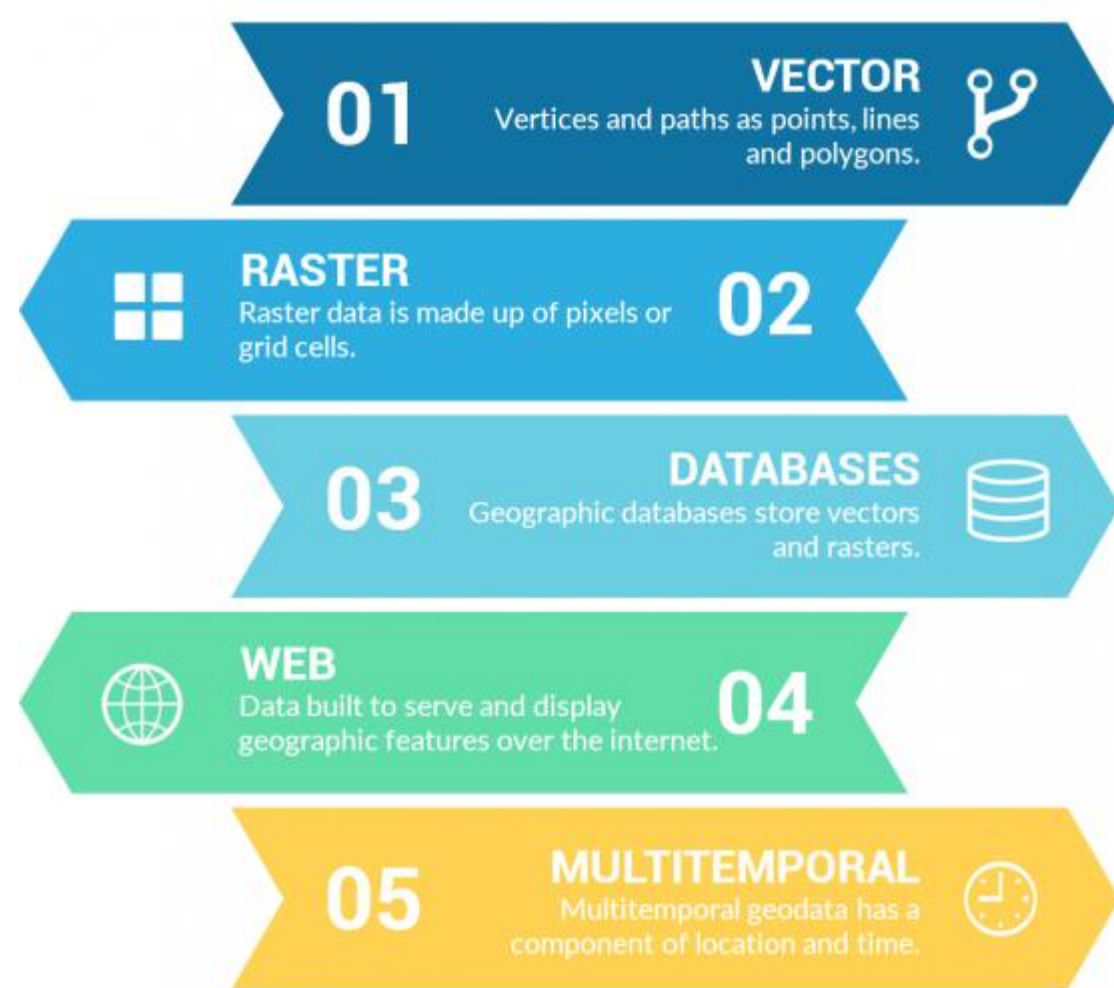 01
VECTOR
Vertices and paths as points, lines
and polygons.
RASTER
Raster data is made up of pixels or
grid cells.
02
03
DATABASES
Geographic databases store vectors
and rasters.
WEB
Data built to serve and display
geographic features over the internet.
04
05
MULTITEMPORAL
Multitemporal geodata has a
component of location and time.